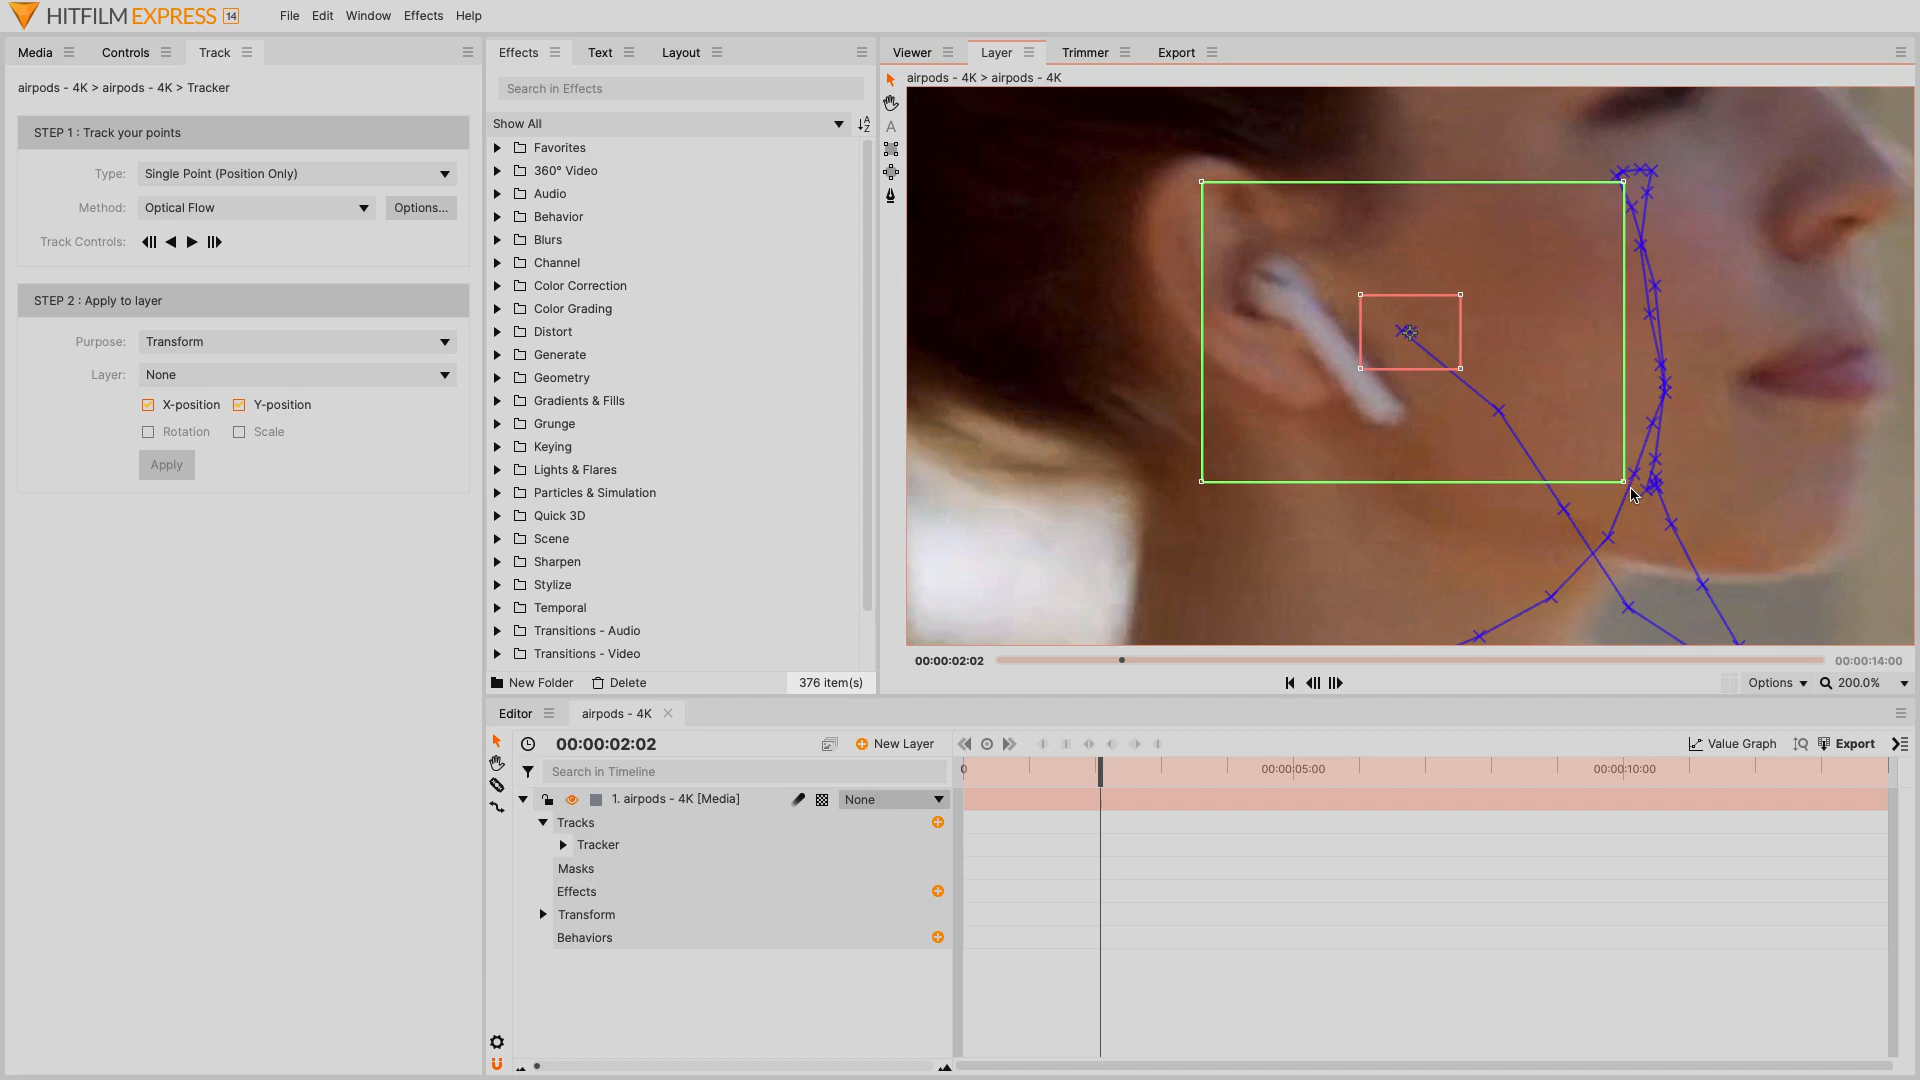 HITFILM EXPRESS 14
File Edit Window Effects Help
Media Controls Track
airpods - 4K > airpods - 4K > Tracker
STEP 1 : Track your points
Type: Single Point (Position Only)
Method: Optical Flow Options...
Track Controls:
STEP 2 : Apply to layer
Purpose: Transform
Layer: None
X-position Y-position
Rotation Scale
Apply
Effects Text Layout
Search in Effects
Show All
Favorites
360º Video
Audio
Behavior
Blurs
Channel
Color Correction
Color Grading
Distort
Generate
Geometry
Gradients & Fills
Grunge
Keying
Lights & Flares
Particles & Simulation
Quick 3D
Scene
Sharpen
Stylize
Temporal
Transitions - Audio
Transitions - Video
New Folder Delete 376 item(s)
Viewer Layer Trimmer Export
airpods - 4K > airpods - 4K
00:00:02:02 00:00:14:00
Options 200.0%
Editor airpods - 4K
00:00:02:02 New Layer Value Graph Export
Search in Timeline
0 00:00:05:00 00:00:10:00
1. airpods - 4K [Media] None
Tracks
Tracker
Masks
Effects
Transform
Behaviors